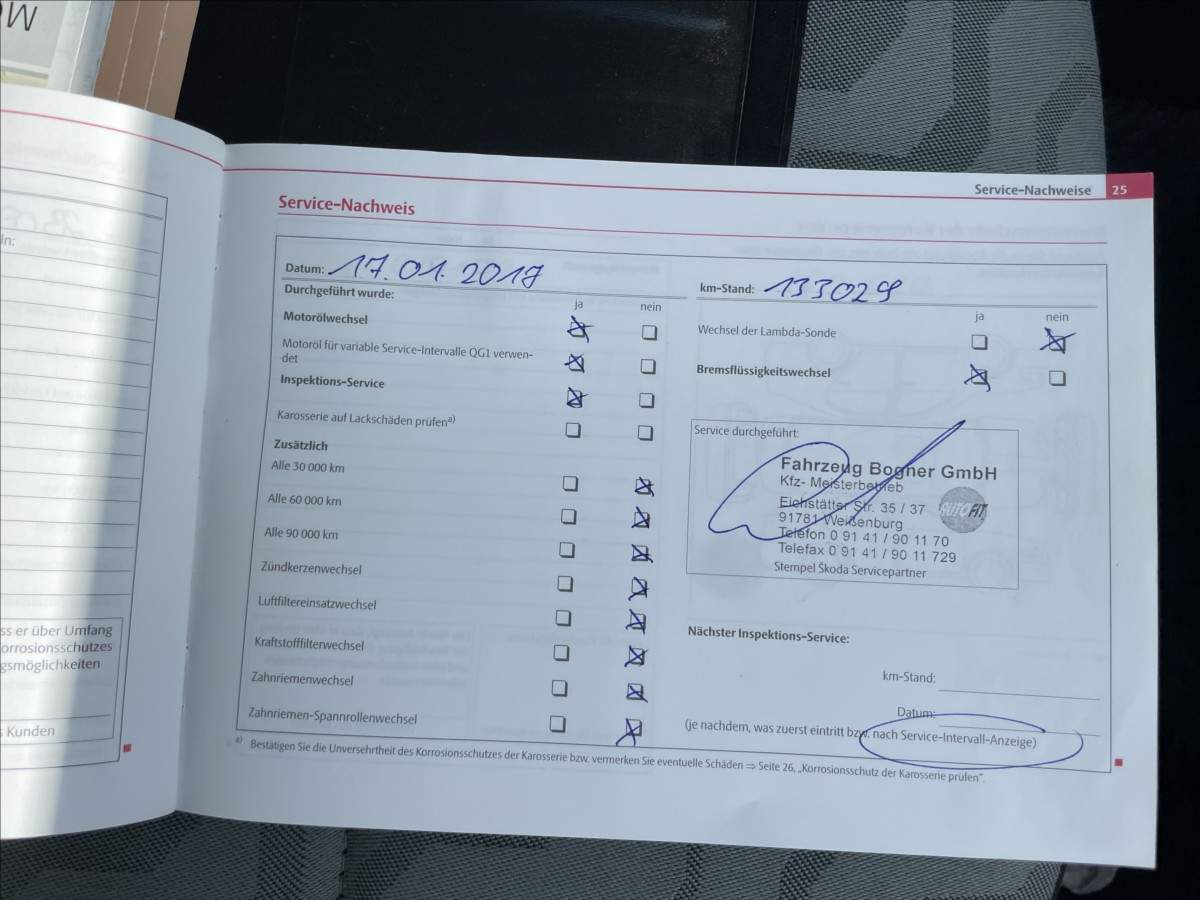 Service-Nachweise 25
Service-Nachweis
Datum: 17.01.2017
km-Stand: 133029
Durchgeführt wurde:
ja nein
Motorölwechsel
Motoröl für variable Service-Intervalle QG1 verwen-
det
Inspektions-Service
Karosserie auf Lackschäden prüfen a)
Zusätzlich
Alle 30 000 km
Alle 60 000 km
Alle 90 000 km
Zündkerzenwechsel
Luftfiltereinsatzwechsel
Kraftstofffilterwechsel
Zahnriemenwechsel
Zahnriemen-Spannrollenwechsel
ja nein
Wechsel der Lambda-Sonde
Bremsflüssigkeitswechsel
Service durchgeführt:
Fahrzeug Bogner GmbH
Kfz- Meisterbetrieb
Eichstätter Str. 35 / 37
91781 Weißenburg
Telefon 0 91 41 / 90 11 70
Telefax 0 91 41 / 90 11 729
AUTOFIT
Stempel Škoda Servicepartner
Nächster Inspektions-Service:
km-Stand:
Datum:
(je nachdem, was zuerst eintritt bzw. nach Service-Intervall-Anzeige)
a) Bestätigen Sie die Unversehrtheit des Korrosionsschutzes der Karosserie bzw. vermerken Sie eventuelle Schäden ⇒ Seite 26, „Korrosionsschutz der Karosserie prüfen“.
ss er über Umfang
orrosionsschutzes
gsmöglichkeiten
s Kunden